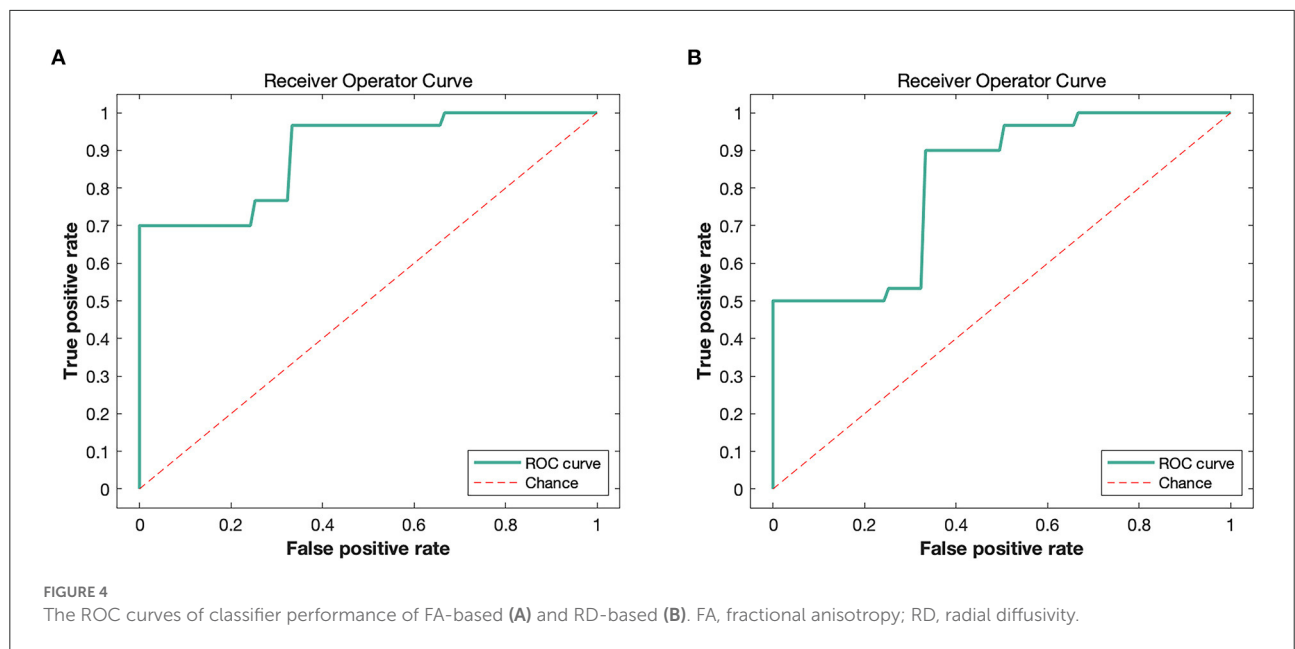 A
Receiver Operator Curve
1
0.9
0.8
0.7
0.6
0.5
0.4
0.3
0.2
0.1
0
True positive rate
ROC curve
Chance
0 0.2 0.4 0.6 0.8 1
False positive rate
B
Receiver Operator Curve
1
0.9
0.8
0.7
0.6
0.5
0.4
0.3
0.2
0.1
0
True positive rate
ROC curve
Chance
0 0.2 0.4 0.6 0.8 1
False positive rate
FIGURE 4
The ROC curves of classifier performance of FA-based (A) and RD-based (B). FA, fractional anisotropy; RD, radial diffusivity.